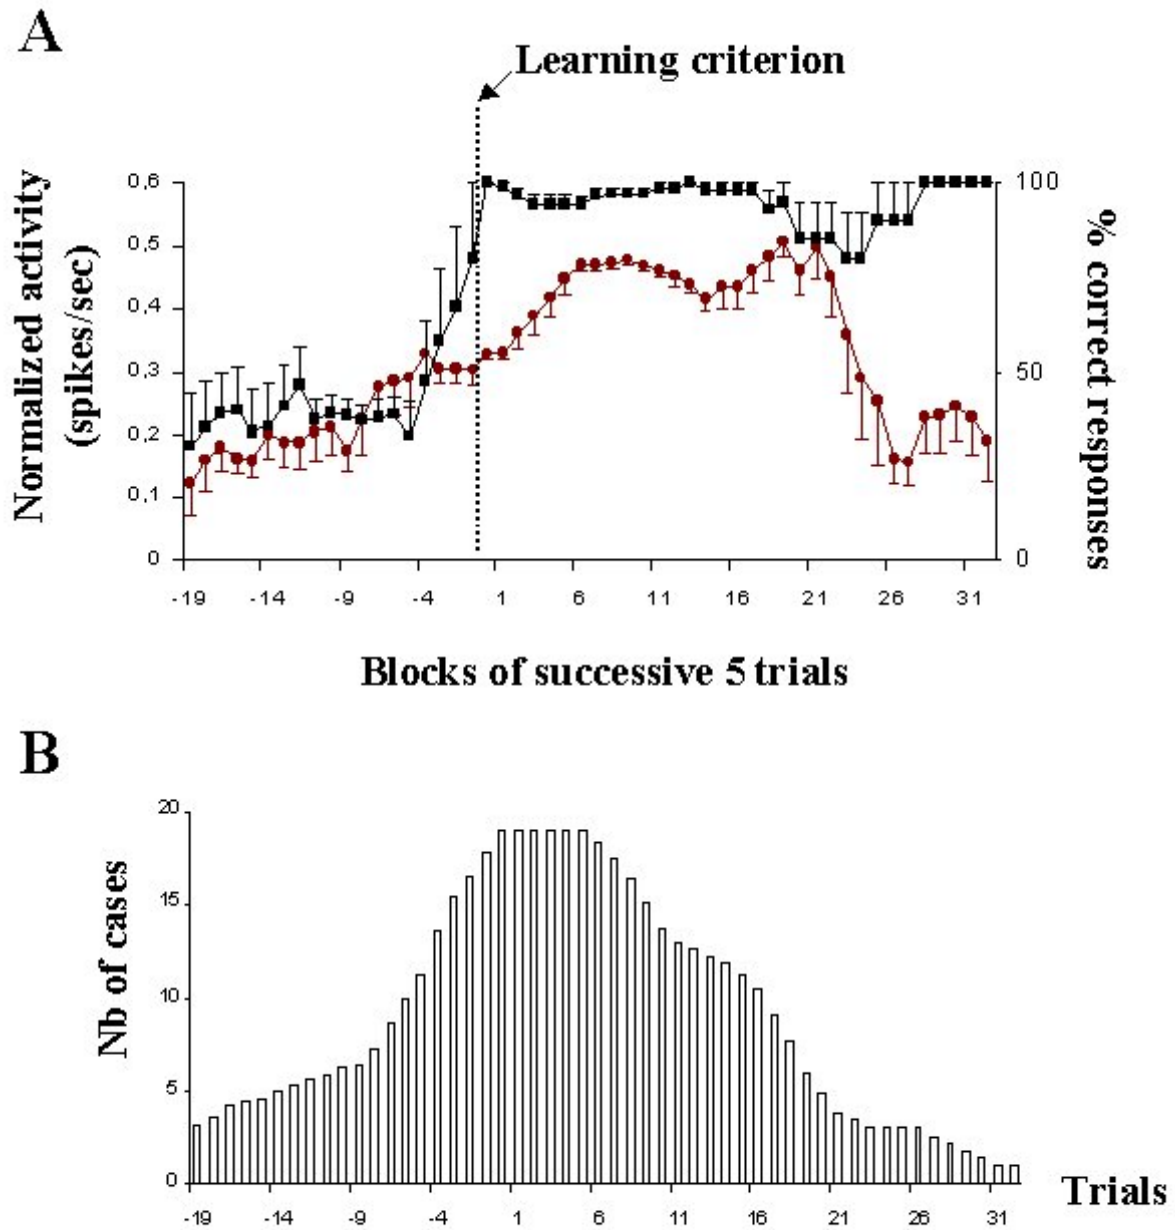 A
Learning criterion
Normalized activity
(spikes/sec)
0.6
0.5
0.4
0.3
0.2
0.1
0
100
50
0
% correct responses
-19 -14 -9 -4 1 6 11 16 21 26 31
Blocks of successive 5 trials
B
Nb of cases
20
15
10
5
0
-19 -14 -9 -4 1 6 11 16 21 26 31
Trials